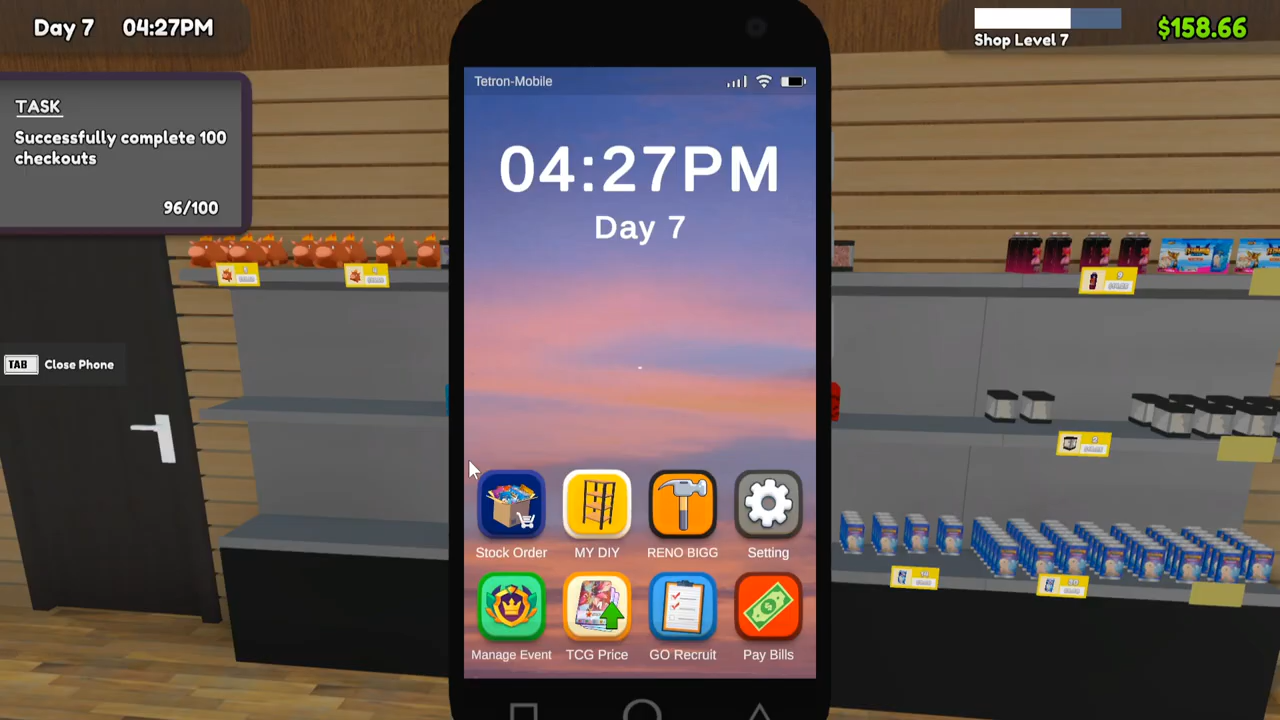 Day 7 04:27PM
Shop Level 7
$158.66
TASK
Successfully complete 100
checkouts
96/100
TAB Close Phone
Tetron-Mobile
04:27PM
Day 7
Stock Order MY DIY RENO BIGG Setting
Manage Event TCG Price GO Recruit Pay Bills